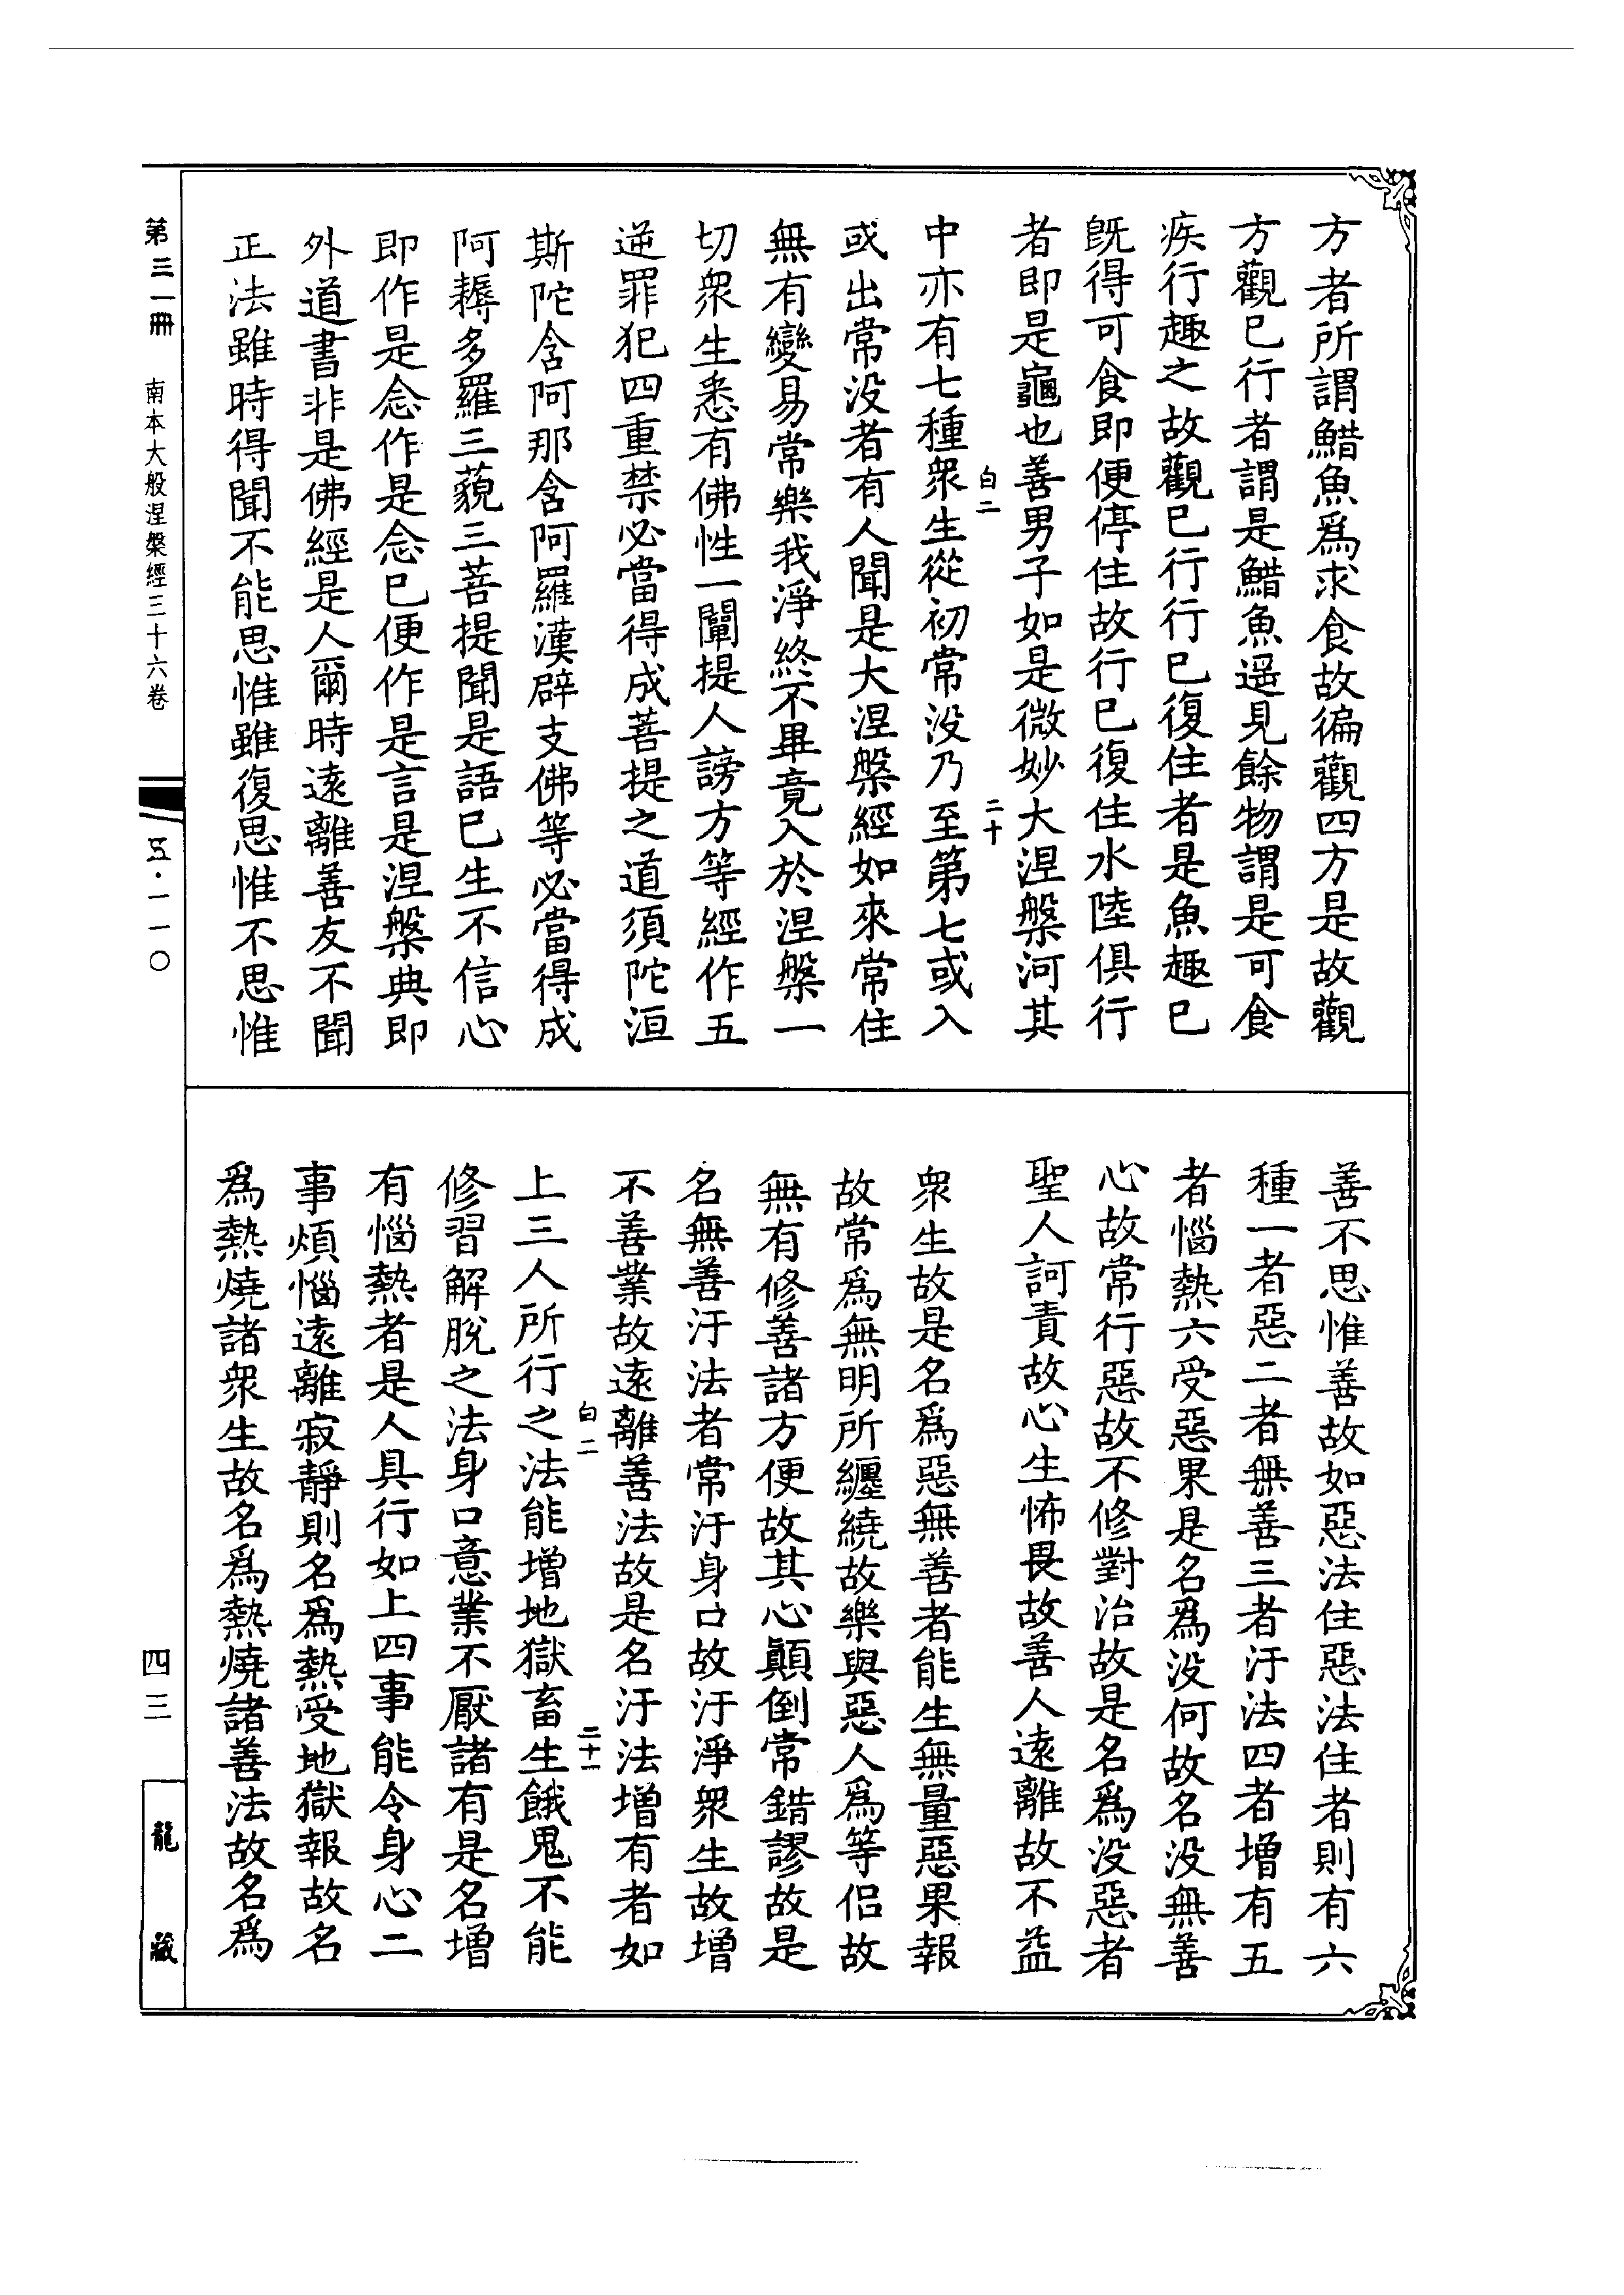 方者所謂䱜魚爲求食故徧觀四方是故觀
方觀已行者謂是䱜魚遥見餘物謂是可食
疾行趣之故觀已行行已復住者是魚趣已
旣得可食即便停住故行已復住水陸俱行
者即是龜也善男子如是微妙大涅槃河其
白二
二十
中亦有七種衆生從初常没乃至第七或入
或出常没者有人聞是大涅槃經如來常住
無有變易常樂我淨終不畢竟入於涅槃一
切衆生悉有佛性一闡提人謗方等經作五
逆罪犯四重禁必當得成菩提之道須陀洹
斯陀含阿那含阿羅漢辟支佛等必當得成
阿耨多羅三藐三菩提聞是語已生不信心
即作是念作是念已便作是言是涅槃典即
外道書非是佛經是人爾時遠離善友不聞
正法雖時得聞不能思惟雖復思惟不思惟
善不思惟善故如惡法住惡法住者則有六
種一者惡二者無善三者汙法四者增有五
者惱熱六受惡果是名爲没何故名没無善
心故常行惡故不修對治故是名爲没惡者
聖人訶責故心生怖畏故善人遠離故不益
衆生故是名爲惡無善者能生無量惡果報
故常爲無明所纏繞故樂與惡人爲等侣故
無有修善諸方便故其心顚倒常錯謬故是
名無善汙法者常汙身口故汙淨衆生故增
不善業故遠離善法故是名汙法增有者如
白二
二十一
上三人所行之法能增地獄畜生餓鬼不能
修習解脱之法身口意業不厭諸有是名增
有惱熱者是人具行如上四事能令身心二
事煩惱遠離寂靜則名爲熱受地獄報故名
爲熱燒諸衆生故名爲熱燒諸善法故名爲
第三一冊
南本大般涅槃經三十六卷
五·一一〇
四三
龍藏